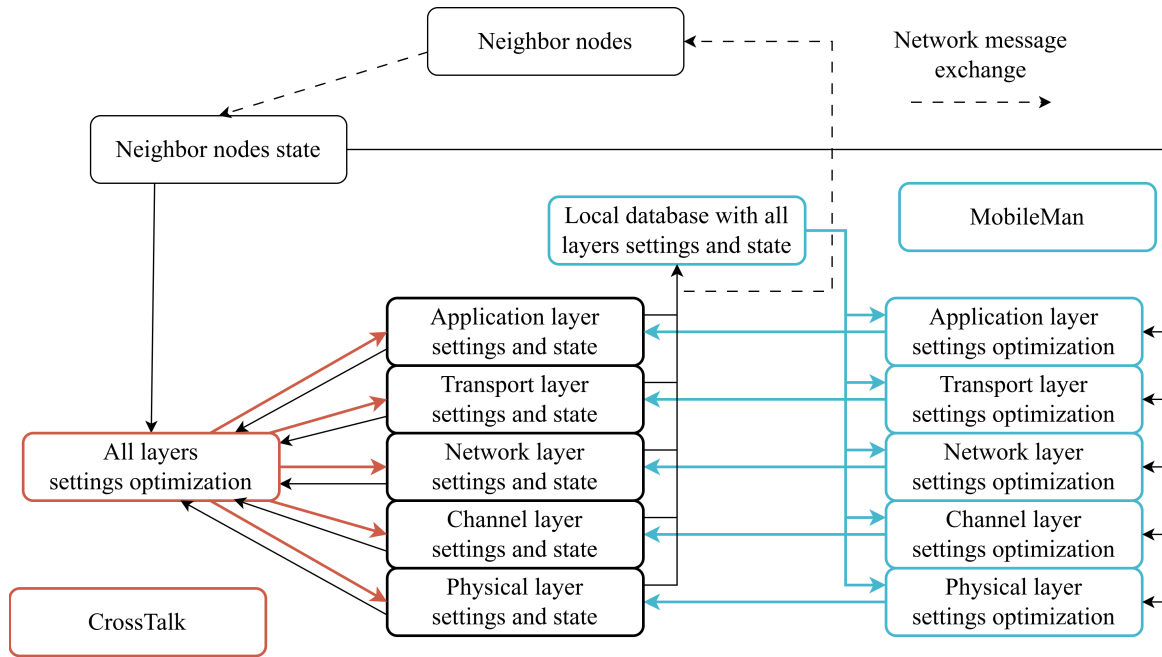 Neighbor nodes
Network message
exchange
Neighbor nodes state
Local database with all
layers settings and state
MobileMan
Application layer
settings and state
Application layer
settings optimization
Transport layer
settings and state
Transport layer
settings optimization
All layers
settings optimization
Network layer
settings and state
Network layer
settings optimization
Channel layer
settings and state
Channel layer
settings optimization
Physical layer
settings and state
Physical layer
settings optimization
CrossTalk